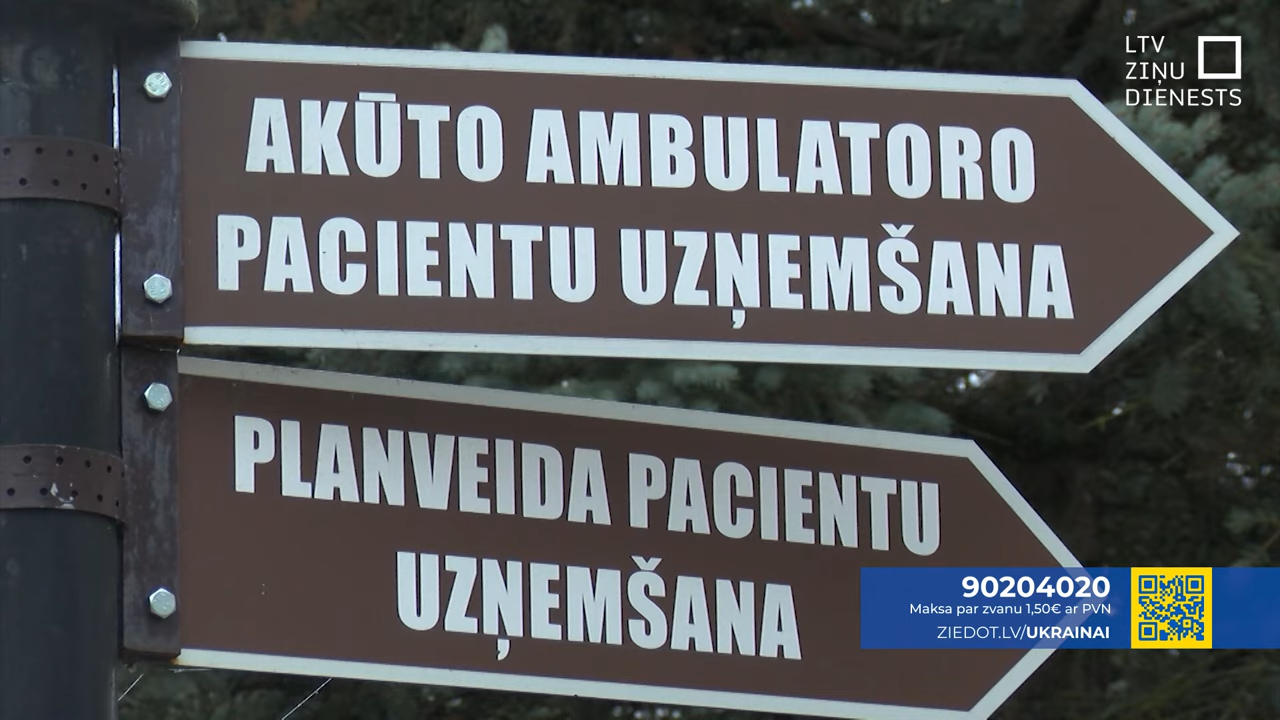 LTV
ZIŅU
DIENESTS
AKŪTO AMBULATORO
PACIENTU UZŅEMŠANA
PLANVEIDA PACIENTU
UZŅEMŠANA
90204020
Maksa par zvanu 1,50€ ar PVN
ZIEDOT.LV/UKRAINAI